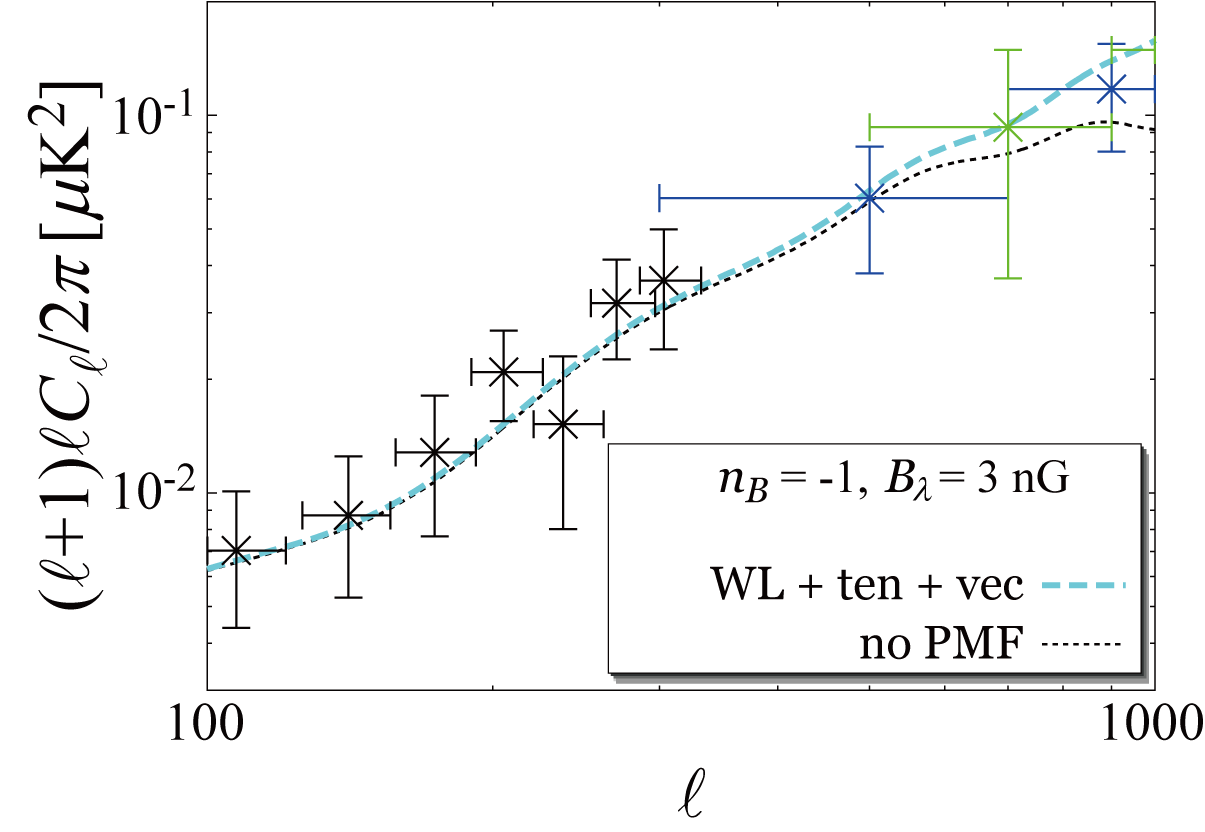 (ℓ+1)ℓC_ℓ/2π [μK²]
10⁻¹
10⁻²
n_B = -1, B_λ = 3 nG
WL + ten + vec
no PMF
100
1000
ℓ